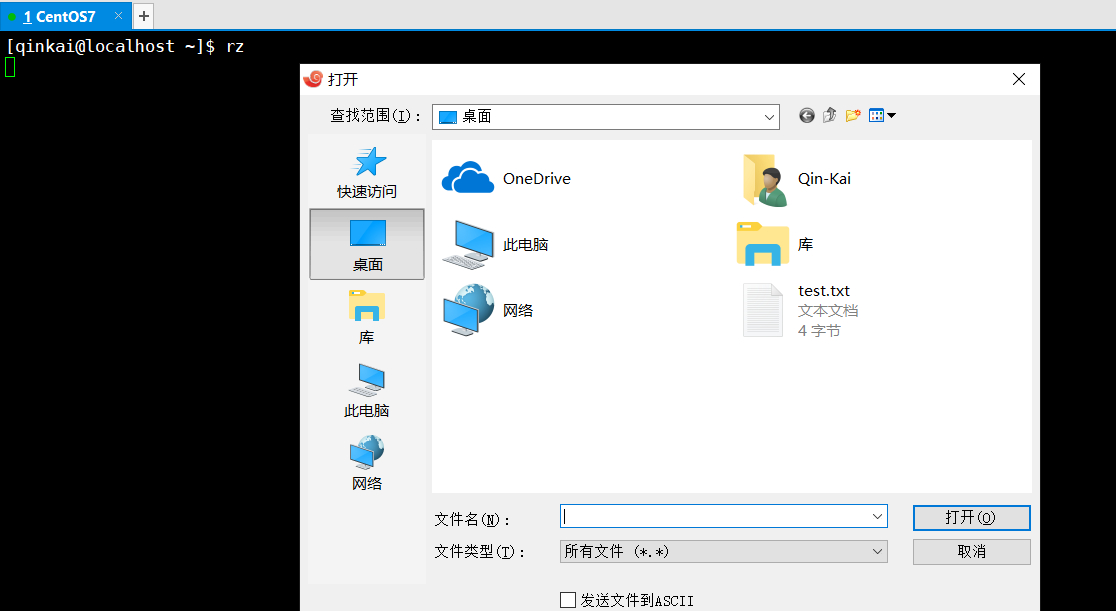 1 CentOS7
[qinkai@localhost ~]$ rz
打开
查找范围(I)：
桌面
快速访问
桌面
库
此电脑
网络
OneDrive
Qin-Kai
此电脑
库
网络
test.txt
文本文档
4 字节
文件名(N)：
打开(O)
文件类型(T)：
所有文件 (*.*)
取消
发送文件到ASCII